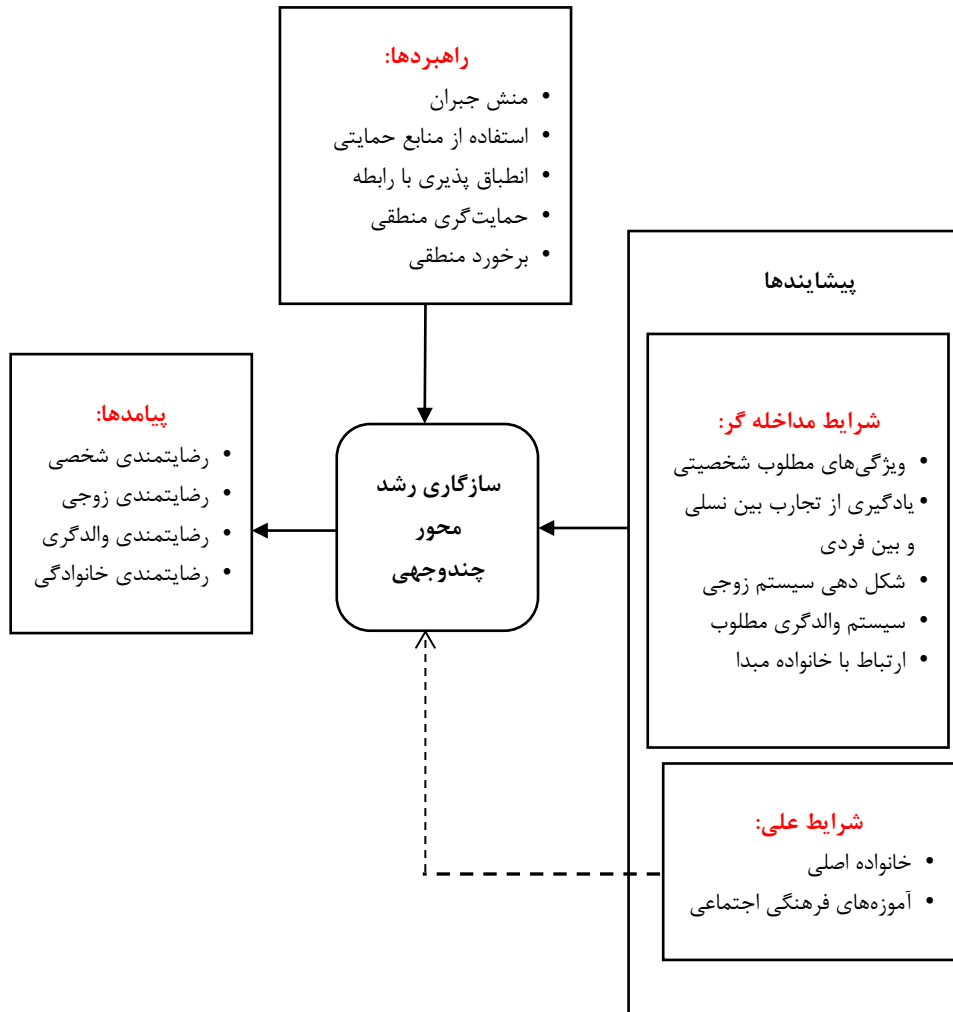 راهبردها:
• منش جبران
• استفاده از منابع حمایتی
• انطباق پذیری با رابطه
• حمایت‌گری منطقی
• برخورد منطقی
پیشایندها
شرایط مداخله گر:
• ویژگی‌های مطلوب شخصیتی
• یادگیری از تجارب بین نسلی
و بین فردی
• شکل دهی سیستم زوجی
• سیستم والدگری مطلوب
• ارتباط با خانواده مبدا
شرایط علی:
• خانواده اصلی
• آموزه‌های فرهنگی اجتماعی
سازگاری رشد
محور
چندوجهی
پیامدها:
• رضایتمندی شخصی
• رضایتمندی زوجی
• رضایتمندی والدگری
• رضایتمندی خانوادگی